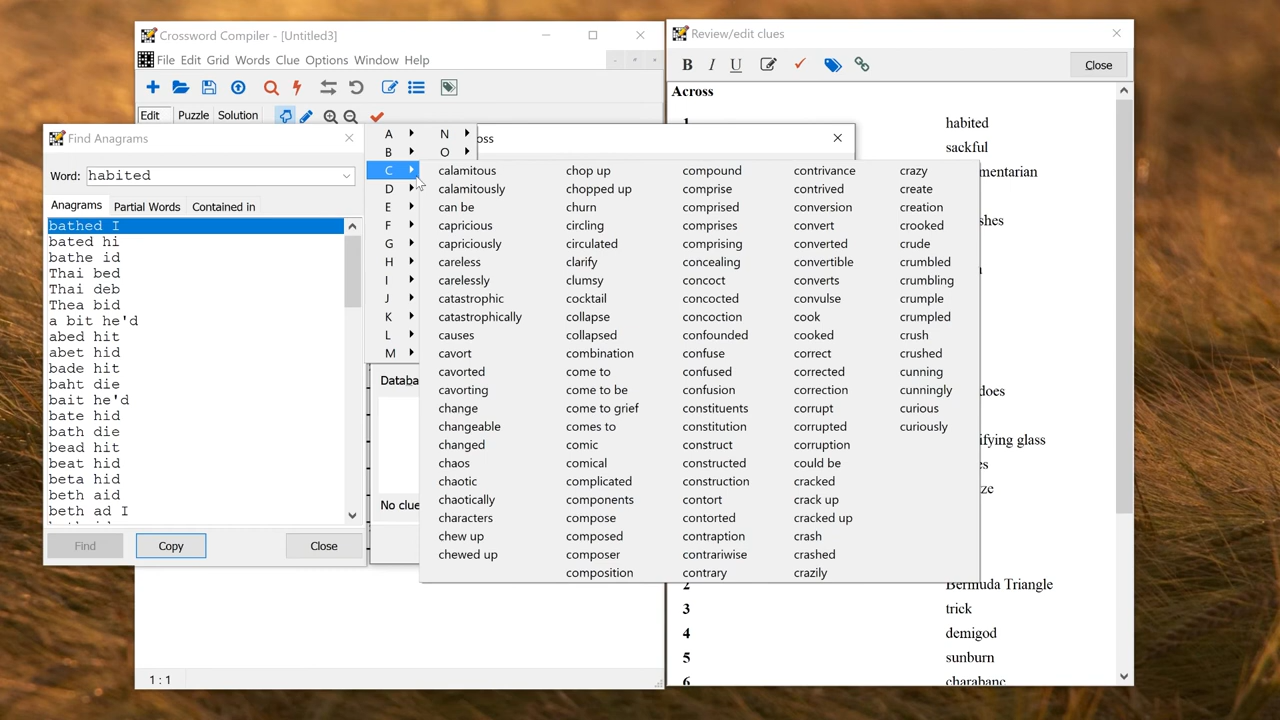 Crossword Compiler - [Untitled3]
File Edit Grid Words Clue Options Window Help
Edit Puzzle Solution
Find Anagrams
Word: habited
Anagrams Partial Words Contained in
bathed I
bated hi
bathe id
Thai bed
Thai deb
Thea bid
a bit he'd
abed hit
abet hid
bade hit
baht die
bait he'd
bate hid
bath die
bead hit
beat hid
beta hid
beth aid
beth ad I
Find Copy Close
1 : 1
oss
A N
B O
C
D
E
F
G
H
I
J
K
L
M
Databa
No clue
calamitous
calamitously
can be
capricious
capriciously
careless
carelessly
catastrophic
catastrophically
causes
cavort
cavorted
cavorting
change
changeable
changed
chaos
chaotic
chaotically
characters
chew up
chewed up
chop up
chopped up
churn
circling
circulated
clarify
clumsy
cocktail
collapse
collapsed
combination
come to
come to be
come to grief
comes to
comic
comical
complicated
components
compose
composed
composer
composition
compound
comprise
comprised
comprises
comprising
concealing
concoct
concocted
concoction
confounded
confuse
confused
confusion
constituents
constitution
construct
constructed
construction
contort
contorted
contraption
contrariwise
contrary
contrivance
contrived
conversion
convert
converted
convertible
converts
convulse
cook
cooked
correct
corrected
correction
corrupt
corrupted
corruption
could be
cracked
crack up
cracked up
crash
crashed
crazily
crazy
create
creation
crooked
crude
crumbled
crumbling
crumple
crumpled
crush
crushed
cunning
cunningly
curious
curiously
Review/edit clues
B I U Close
Across
1 habited
sackful
mentarian
shes
does
ifying glass
es
ze
2 Bermuda Triangle
3 trick
4 demigod
5 sunburn
6 charabanc